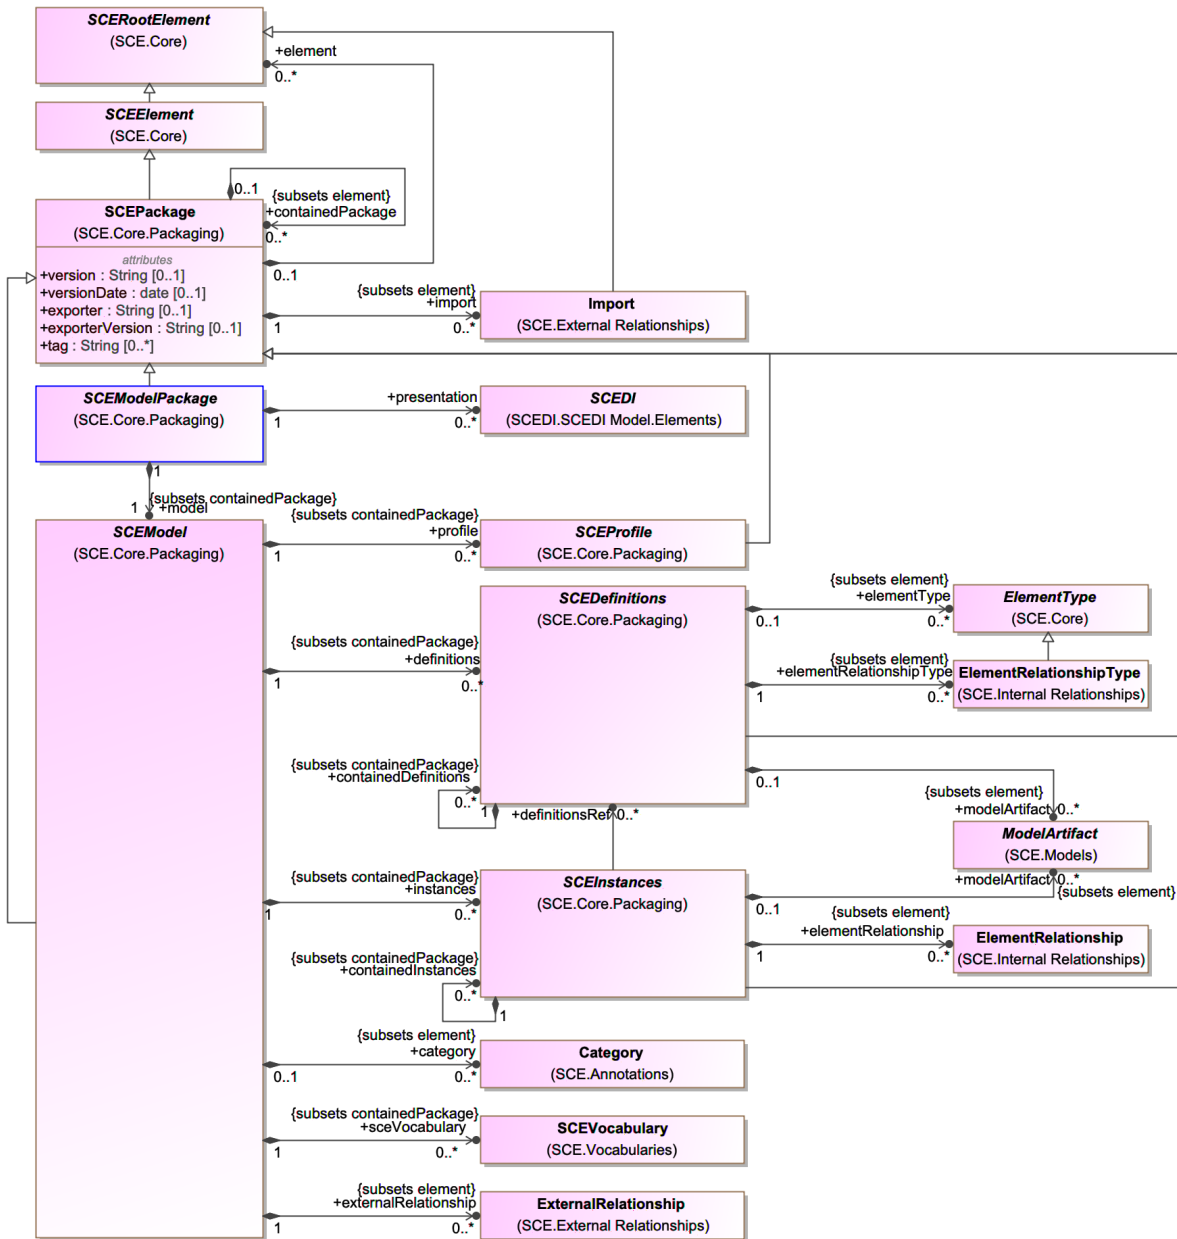 SCERootElement
(SCE.Core)
+element
0..*
SCEElement
(SCE.Core)
0..1
{subsets element}
+containedPackage
0..*
SCEPackage
(SCE.Core.Packaging)
attributes
+version : String [0..1]
+versionDate : date [0..1]
+exporter : String [0..1]
+exporterVersion : String [0..1]
+tag : String [0..*]
0..1
{subsets element}
+import
1
0..*
Import
(SCE.External Relationships)
SCEModelPackage
(SCE.Core.Packaging)
+presentation
1
0..*
SCEDI
(SCEDI.SCEDI Model.Elements)
1
{subsets containedPackage}
1
+model
SCEModel
(SCE.Core.Packaging)
{subsets containedPackage}
+profile
1
0..*
SCEProfile
(SCE.Core.Packaging)
SCEDefinitions
(SCE.Core.Packaging)
{subsets element}
+elementType
0..1
0..*
ElementType
(SCE.Core)
{subsets containedPackage}
+definitions
1
0..*
{subsets element}
+elementRelationshipType
1
0..*
ElementRelationshipType
(SCE.Internal Relationships)
{subsets containedPackage}
+containedDefinitions
0..*
1
0..1
{subsets element}
+modelArtifact
0..*
+definitionsRef
0..*
ModelArtifact
(SCE.Models)
+modelArtifact
0..*
{subsets element}
{subsets containedPackage}
+instances
1
0..*
SCEInstances
(SCE.Core.Packaging)
0..1
{subsets element}
+elementRelationship
1
0..*
ElementRelationship
(SCE.Internal Relationships)
{subsets containedPackage}
+containedInstances
0..*
1
{subsets element}
+category
0..1
0..*
Category
(SCE.Annotations)
{subsets containedPackage}
+sceVocabulary
1
0..*
SCEVocabulary
(SCE.Vocabularies)
{subsets element}
+externalRelationship
1
0..*
ExternalRelationship
(SCE.External Relationships)